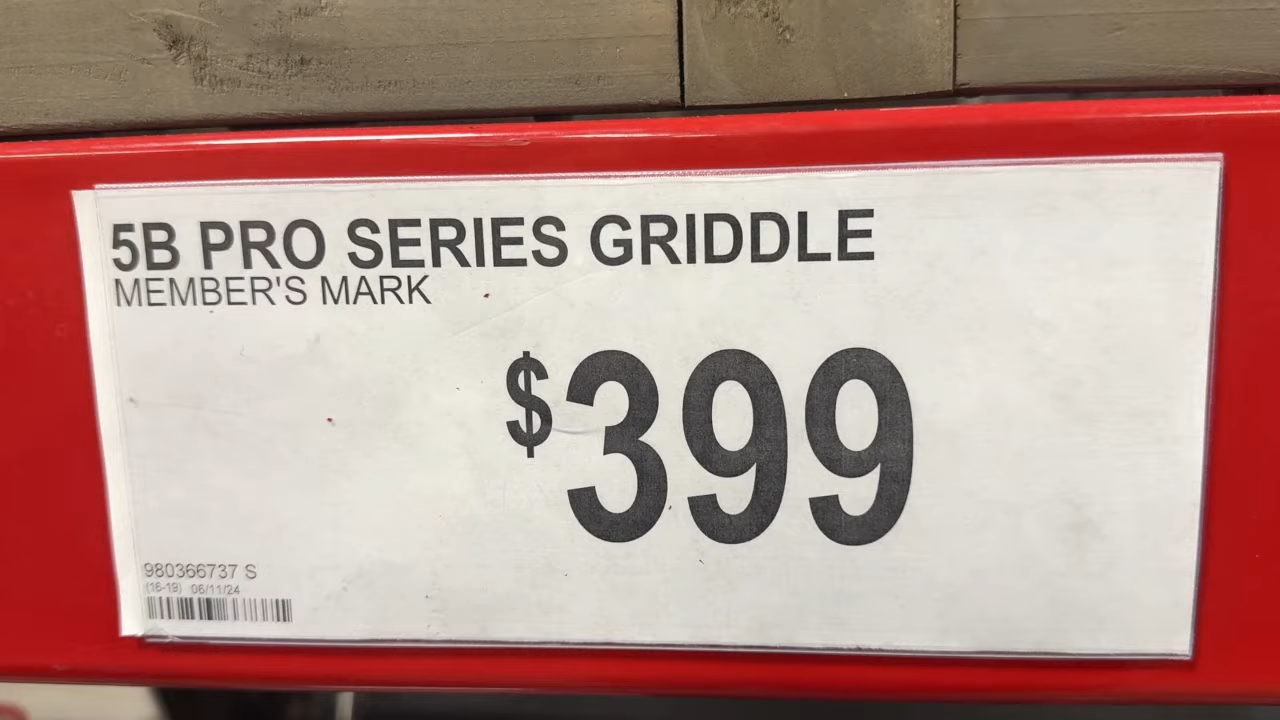 5B PRO SERIES GRIDDLE
MEMBER'S MARK
$399
980366737 S
(16-19) 06/11/24